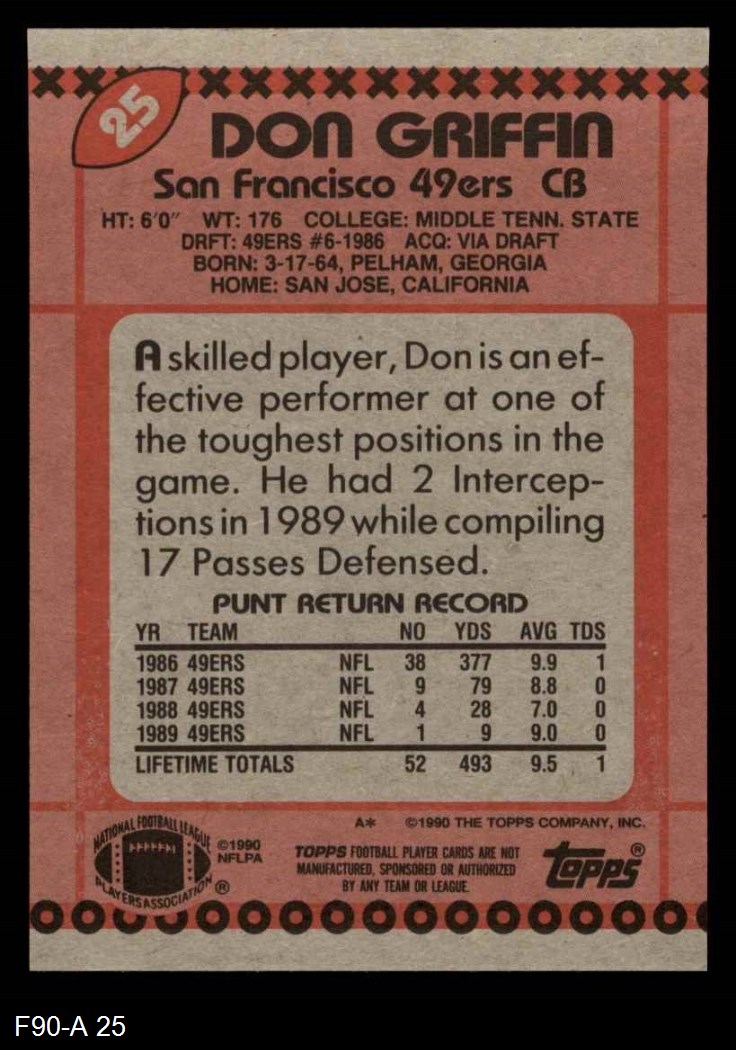 25
DON GRIFFIN
San Francisco 49ers CB
HT: 6'0" WT: 176 COLLEGE: MIDDLE TENN. STATE
DRFT: 49ERS #6-1986 ACQ: VIA DRAFT
BORN: 3-17-64, PELHAM, GEORGIA
HOME: SAN JOSE, CALIFORNIA
A skilled player, Don is an ef-
fective performer at one of
the toughest positions in the
game. He had 2 Intercep-
tions in 1989 while compiling
17 Passes Defensed.
PUNT RETURN RECORD
YR TEAM NO YDS AVG TDS
1986 49ERS NFL 38 377 9.9 1
1987 49ERS NFL 9 79 8.8 0
1988 49ERS NFL 4 28 7.0 0
1989 49ERS NFL 1 9 9.0 0
LIFETIME TOTALS 52 493 9.5 1
A* ©1990 THE TOPPS COMPANY, INC.
NATIONAL FOOTBALL LEAGUE
PLAYERS ASSOCIATION ®
©1990
NFLPA
TOPPS FOOTBALL PLAYER CARDS ARE NOT
MANUFACTURED, SPONSORED OR AUTHORIZED
BY ANY TEAM OR LEAGUE.
topps®
F90-A 25